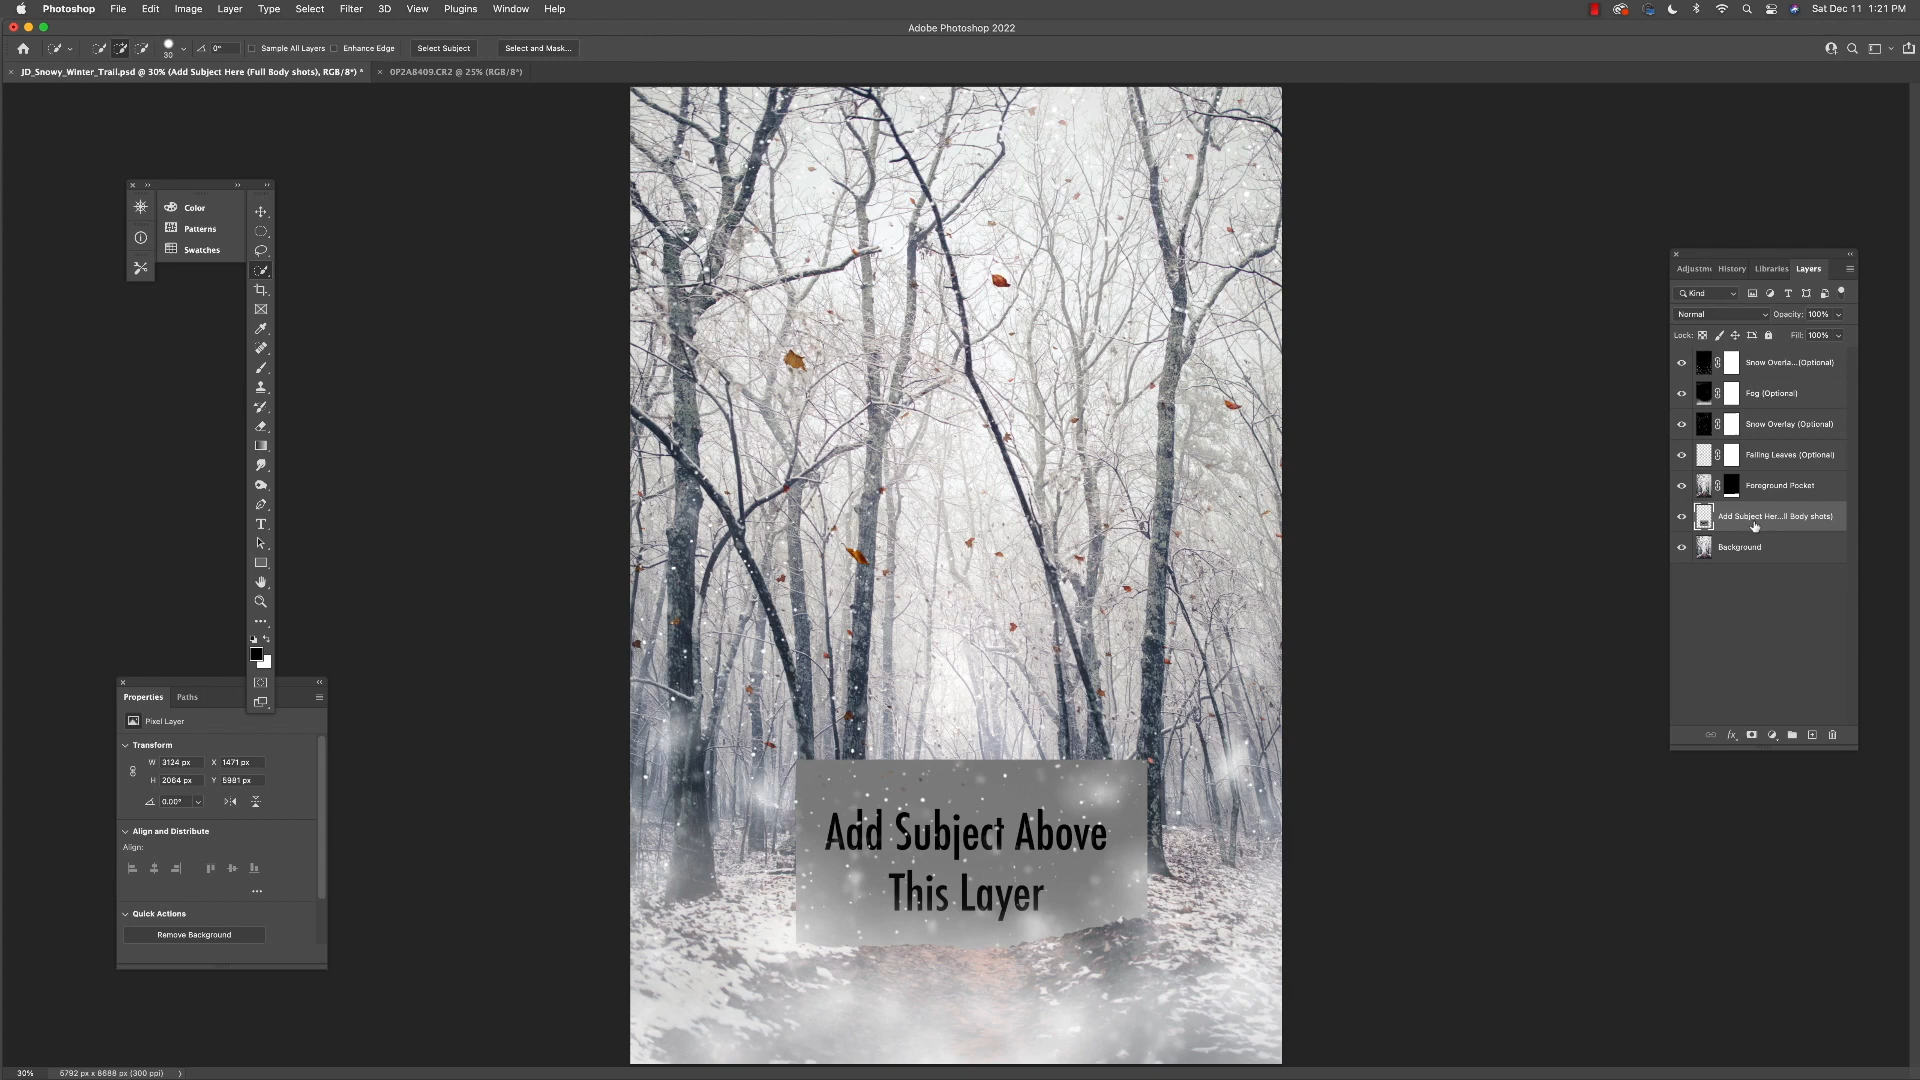 Photoshop File Edit Image Layer Type Select Filter 3D View Plugins Window Help Sat Dec 11 1:21 PM
Adobe Photoshop 2022
30 0° Sample All Layers Enhance Edge Select Subject Select and Mask...
JD_Snowy_Winter_Trail.psd @ 30% (Add Subject Here (Full Body shots), RGB/8*) * 0P2A8409.CR2 @ 25% (RGB/8*)
Color
Patterns
Swatches
Adjustm History Libraries Layers
Kind
Normal Opacity: 100%
Lock: Fill: 100%
Snow Overla...(Optional)
Fog (Optional)
Snow Overlay (Optional)
Falling Leaves (Optional)
Foreground Pocket
Add Subject Her...ll Body shots)
Background
fx
Properties Paths
Pixel Layer
Transform
W 3124 px X 1471 px
H 2064 px Y 5981 px
0.00°
Align and Distribute
Align:
Quick Actions
Remove Background
Add Subject Above
This Layer
30% 5792 px x 8688 px (300 ppi)